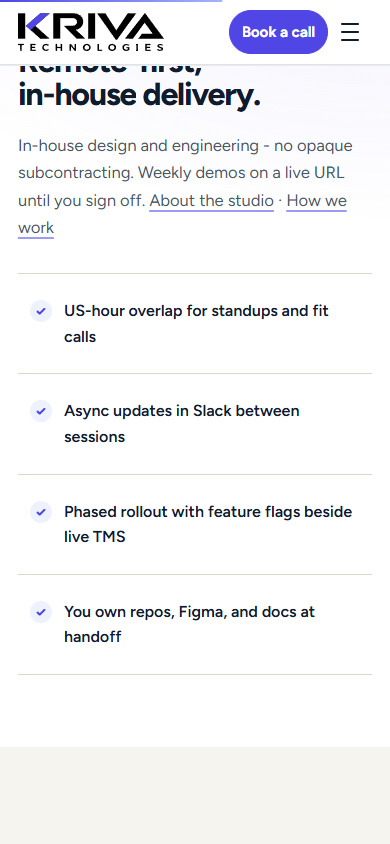 KRIVA
TECHNOLOGIES
Book a call
Remote-first,
in-house delivery.
In-house design and engineering - no opaque
subcontracting. Weekly demos on a live URL
until you sign off. About the studio · How we
work
US-hour overlap for standups and fit
calls
Async updates in Slack between
sessions
Phased rollout with feature flags beside
live TMS
You own repos, Figma, and docs at
handoff